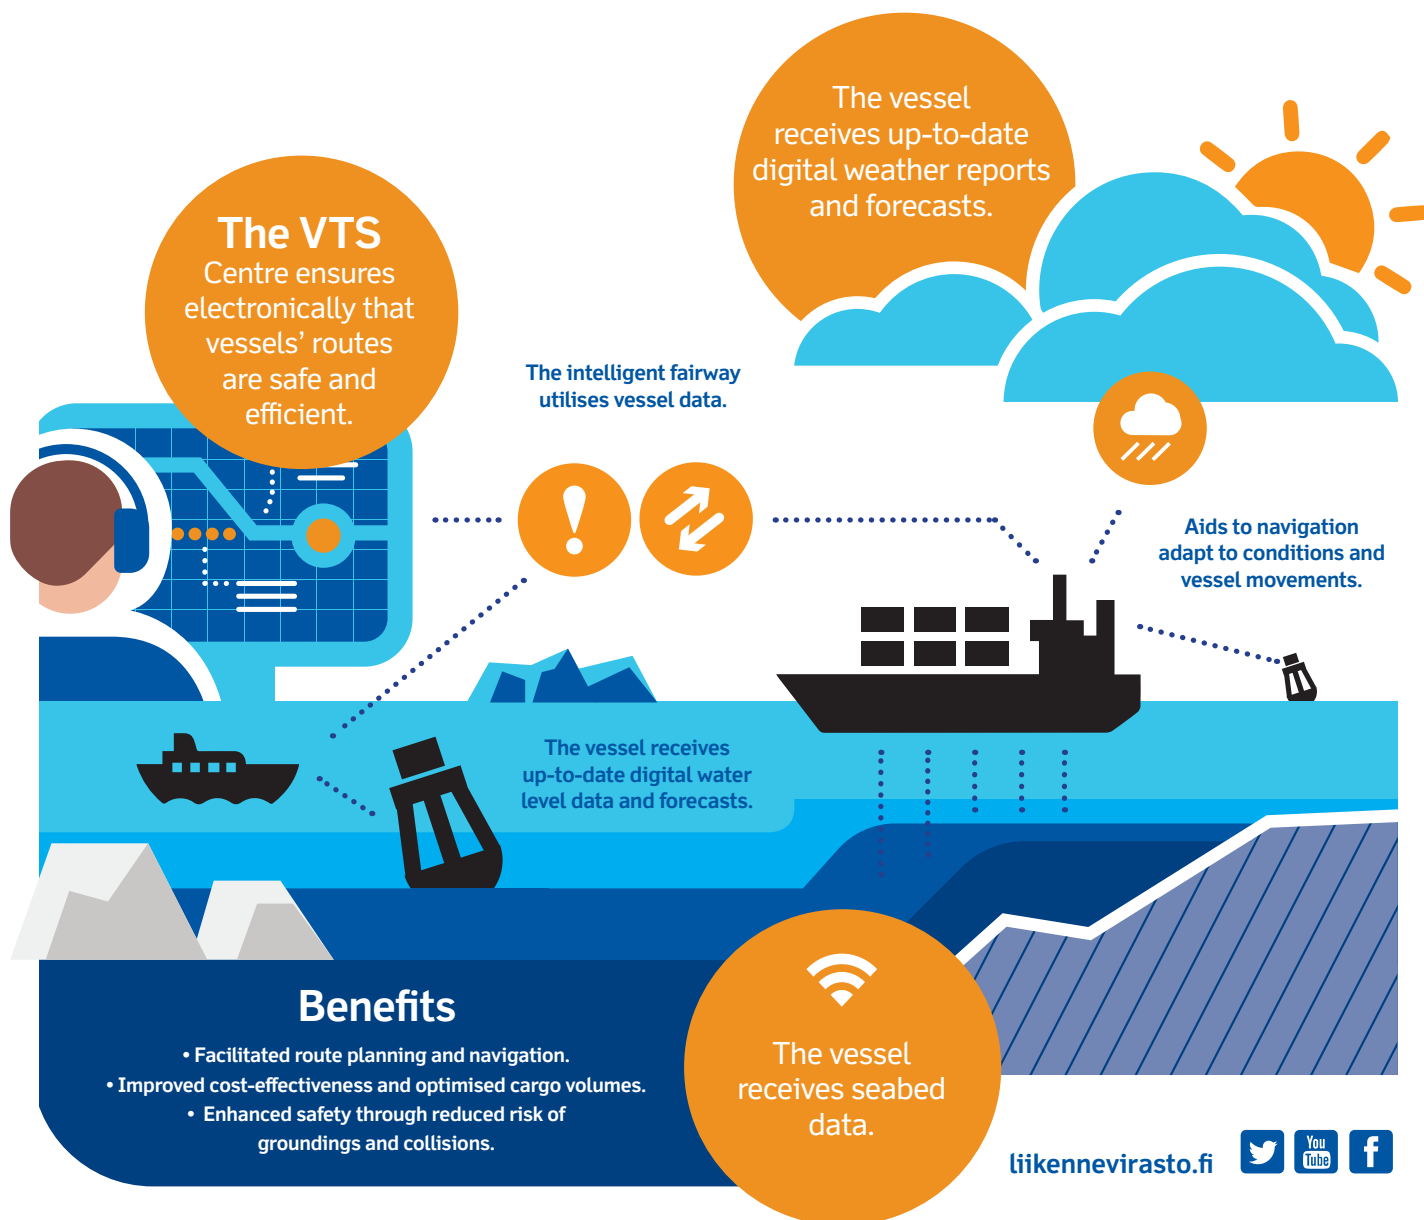 The vessel
receives up-to-date
digital weather reports
and forecasts.
The VTS
Centre ensures
electronically that
vessels’ routes
are safe and
efficient.
The intelligent fairway
utilises vessel data.
Aids to navigation
adapt to conditions and
vessel movements.
The vessel receives
up-to-date digital water
level data and forecasts.
Benefits
• Facilitated route planning and navigation.
• Improved cost-effectiveness and optimised cargo volumes.
• Enhanced safety through reduced risk of
groundings and collisions.
The vessel
receives seabed
data.
liikennevirasto.fi
You
Tube
f